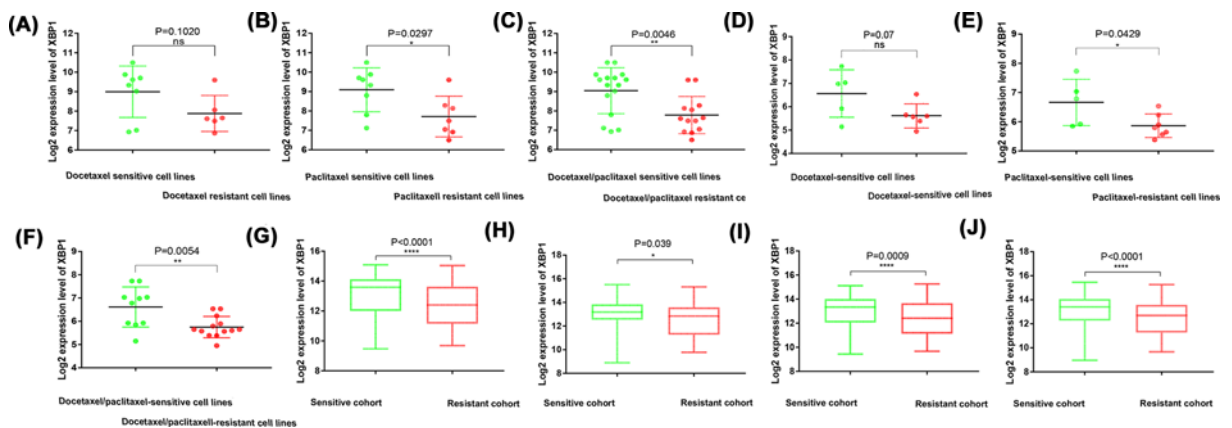 (A)
P=0.1020
ns
Log2 expression level of XBP1
12
11
10
9
8
7
6
Docetaxel sensitive cell lines
Docetaxel resistant cell lines
(B)
P=0.0297
*
Log2 expression level of XBP1
12
11
10
9
8
7
6
Paclitaxel sensitive cell lines
Paclitaxell resistant cell lines
(C)
P=0.0046
**
Log2 expression level of XBP1
12
11
10
9
8
7
6
Docetaxel/paclitaxel sensitive cell lines
Docetaxel/paclitaxel resistant ce
(D)
P=0.07
ns
Log2 expression level of XBP1
9
8
7
6
5
4
Docetaxel-sensitive cell lines
Docetaxel-sensitive cell lines
(E)
P=0.0429
*
Log2 expression level of XBP1
9
8
7
6
5
Paclitaxel-sensitive cell lines
Paclitaxel-resistant cell lines
(F)
P=0.0054
**
Log2 expression level of XBP1
9
8
7
6
5
4
Docetaxel/paclitaxel-sensitive cell lines
Docetaxel/paclitaxell-resistant cell lines
(G)
P<0.0001
****
Log2 expression level of XBP1
16
14
12
10
8
Sensitive cohort
Resistant cohort
(H)
P=0.039
*
Log2 expression level of XBP1
18
16
14
12
10
8
Sensitive cohort
Resistant cohort
(I)
P=0.0009
****
Log2 expression level of XBP1
18
16
14
12
10
8
Sensitive cohort
Resistant cohort
(J)
P<0.0001
****
Log2 expression level of XBP1
18
16
14
12
10
8
Sensitive cohort
Resistant cohort